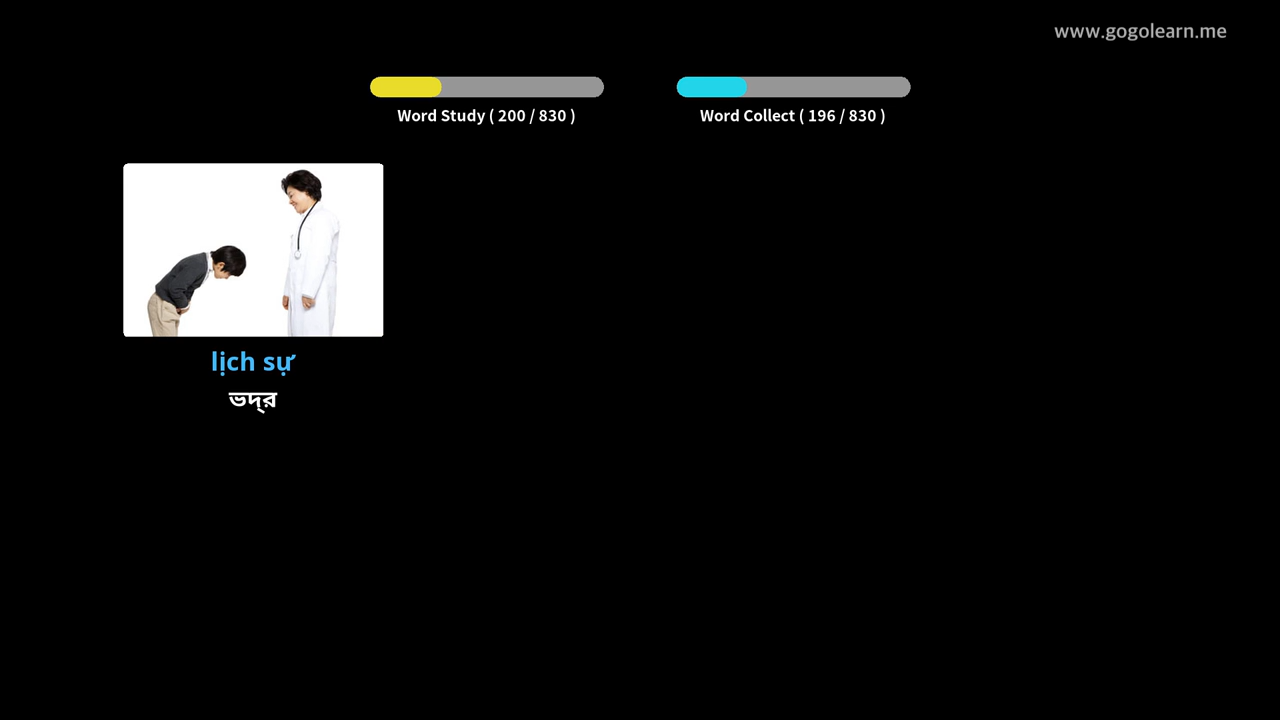 www.gogolearn.me
Word Study ( 200 / 830 )
Word Collect ( 196 / 830 )
lịch sự
ভদ্‌র